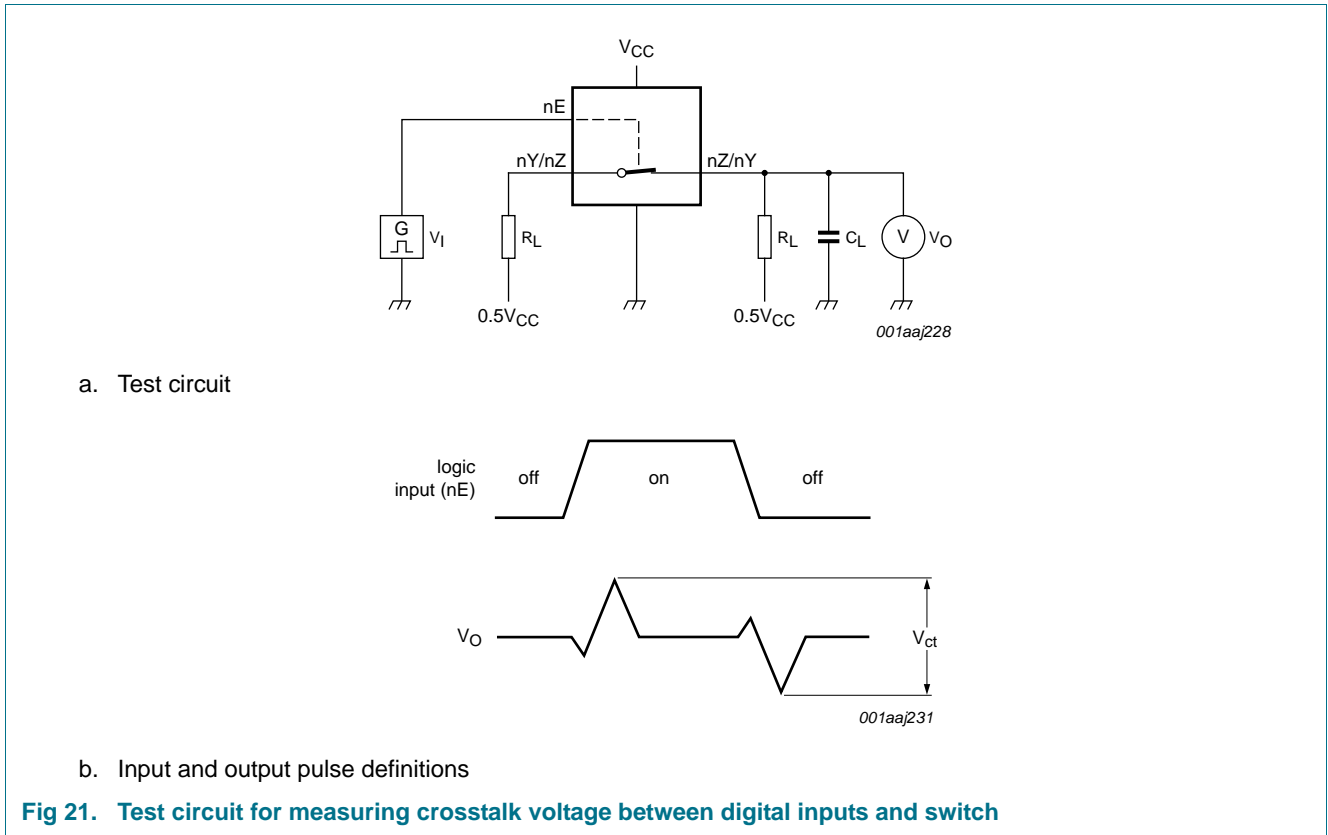 VCC
nE
nY/nZ
nZ/nY
G
VI
RL
RL
CL
V
VO
0.5VCC
0.5VCC
001aaj228
a. Test circuit
logic
input (nE)
off
on
off
VO
Vct
001aaj231
b. Input and output pulse definitions
Fig 21. Test circuit for measuring crosstalk voltage between digital inputs and switch